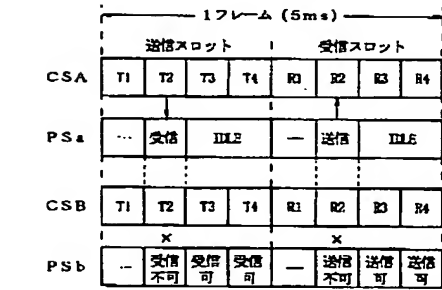 1フレーム (5ms)
送信スロット 受信スロット
CSA T1 T2 T3 T4 R1 R2 R3 R4
PSa … 受信 IDLE — 送信 IDLE
CSB T1 T2 T3 T4 R1 R2 R3 R4
× ×
PSb … 受信不可 受信可 受信可 — 送信不可 送信可 送信可